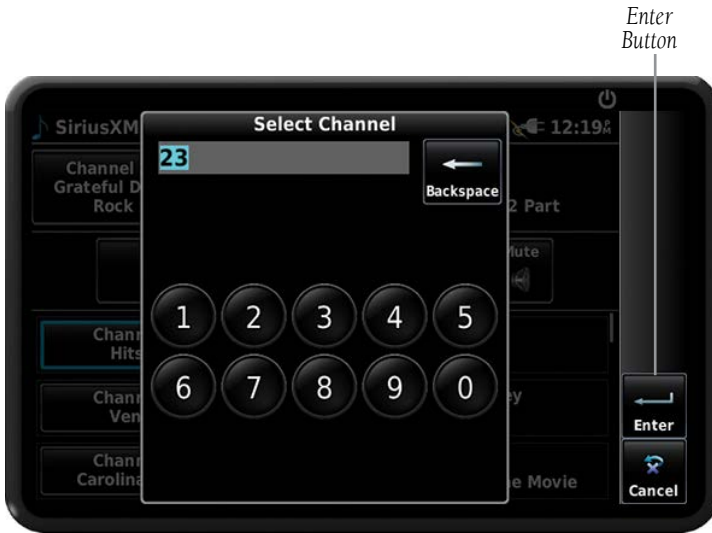 Enter
Button
SiriusXM
Select Channel
12:19
23
Backspace
Channel
Grateful D
Rock
2 Part
Mute
1 2 3 4 5
Chann
Hits
6 7 8 9 0
Chann
Ven
ey
Enter
Chann
Carolina
e Movie
Cancel